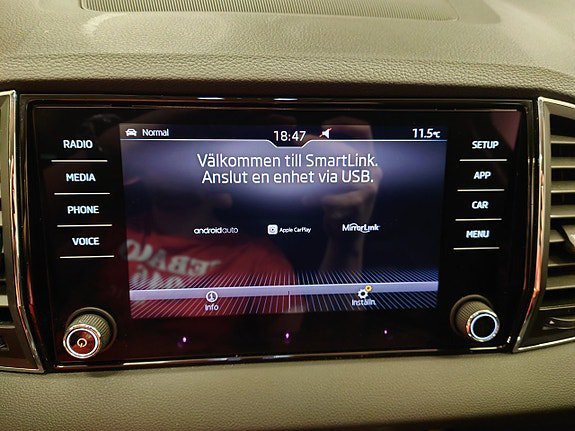 RADIO
MEDIA
PHONE
VOICE
Normal
18:47
11.5°C
Välkommen till SmartLink.
Anslut en enhet via USB.
androidauto
Apple CarPlay
MirrorLink
Info
Inställn.
SETUP
APP
CAR
MENU